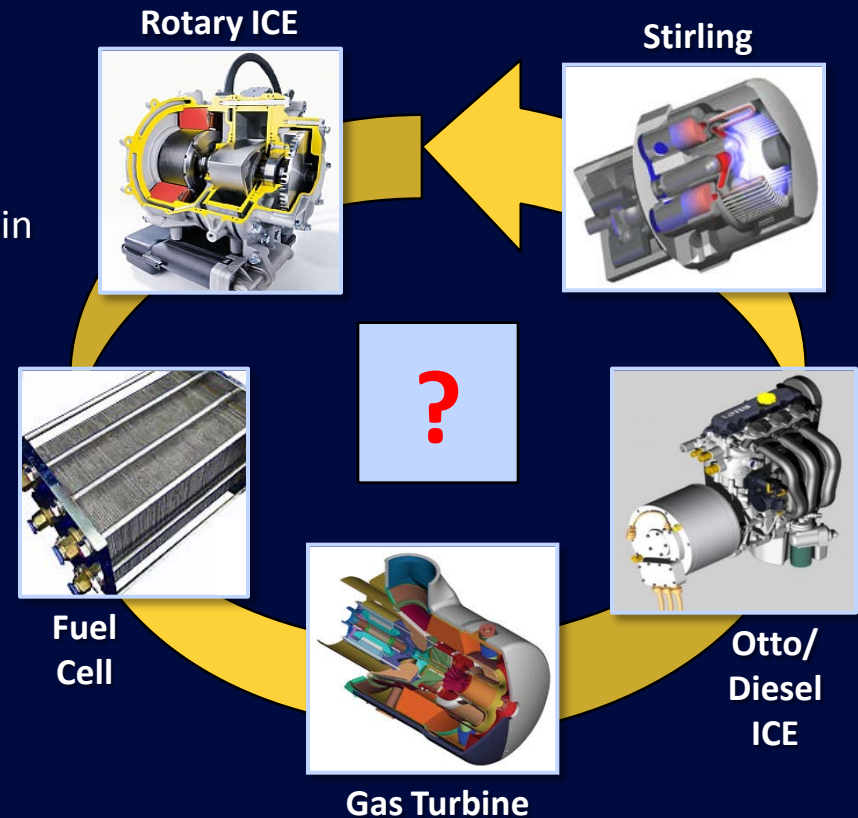 Rotary ICE
Stirling
in
?
Fuel
Cell
Otto/
Diesel
ICE
Gas Turbine